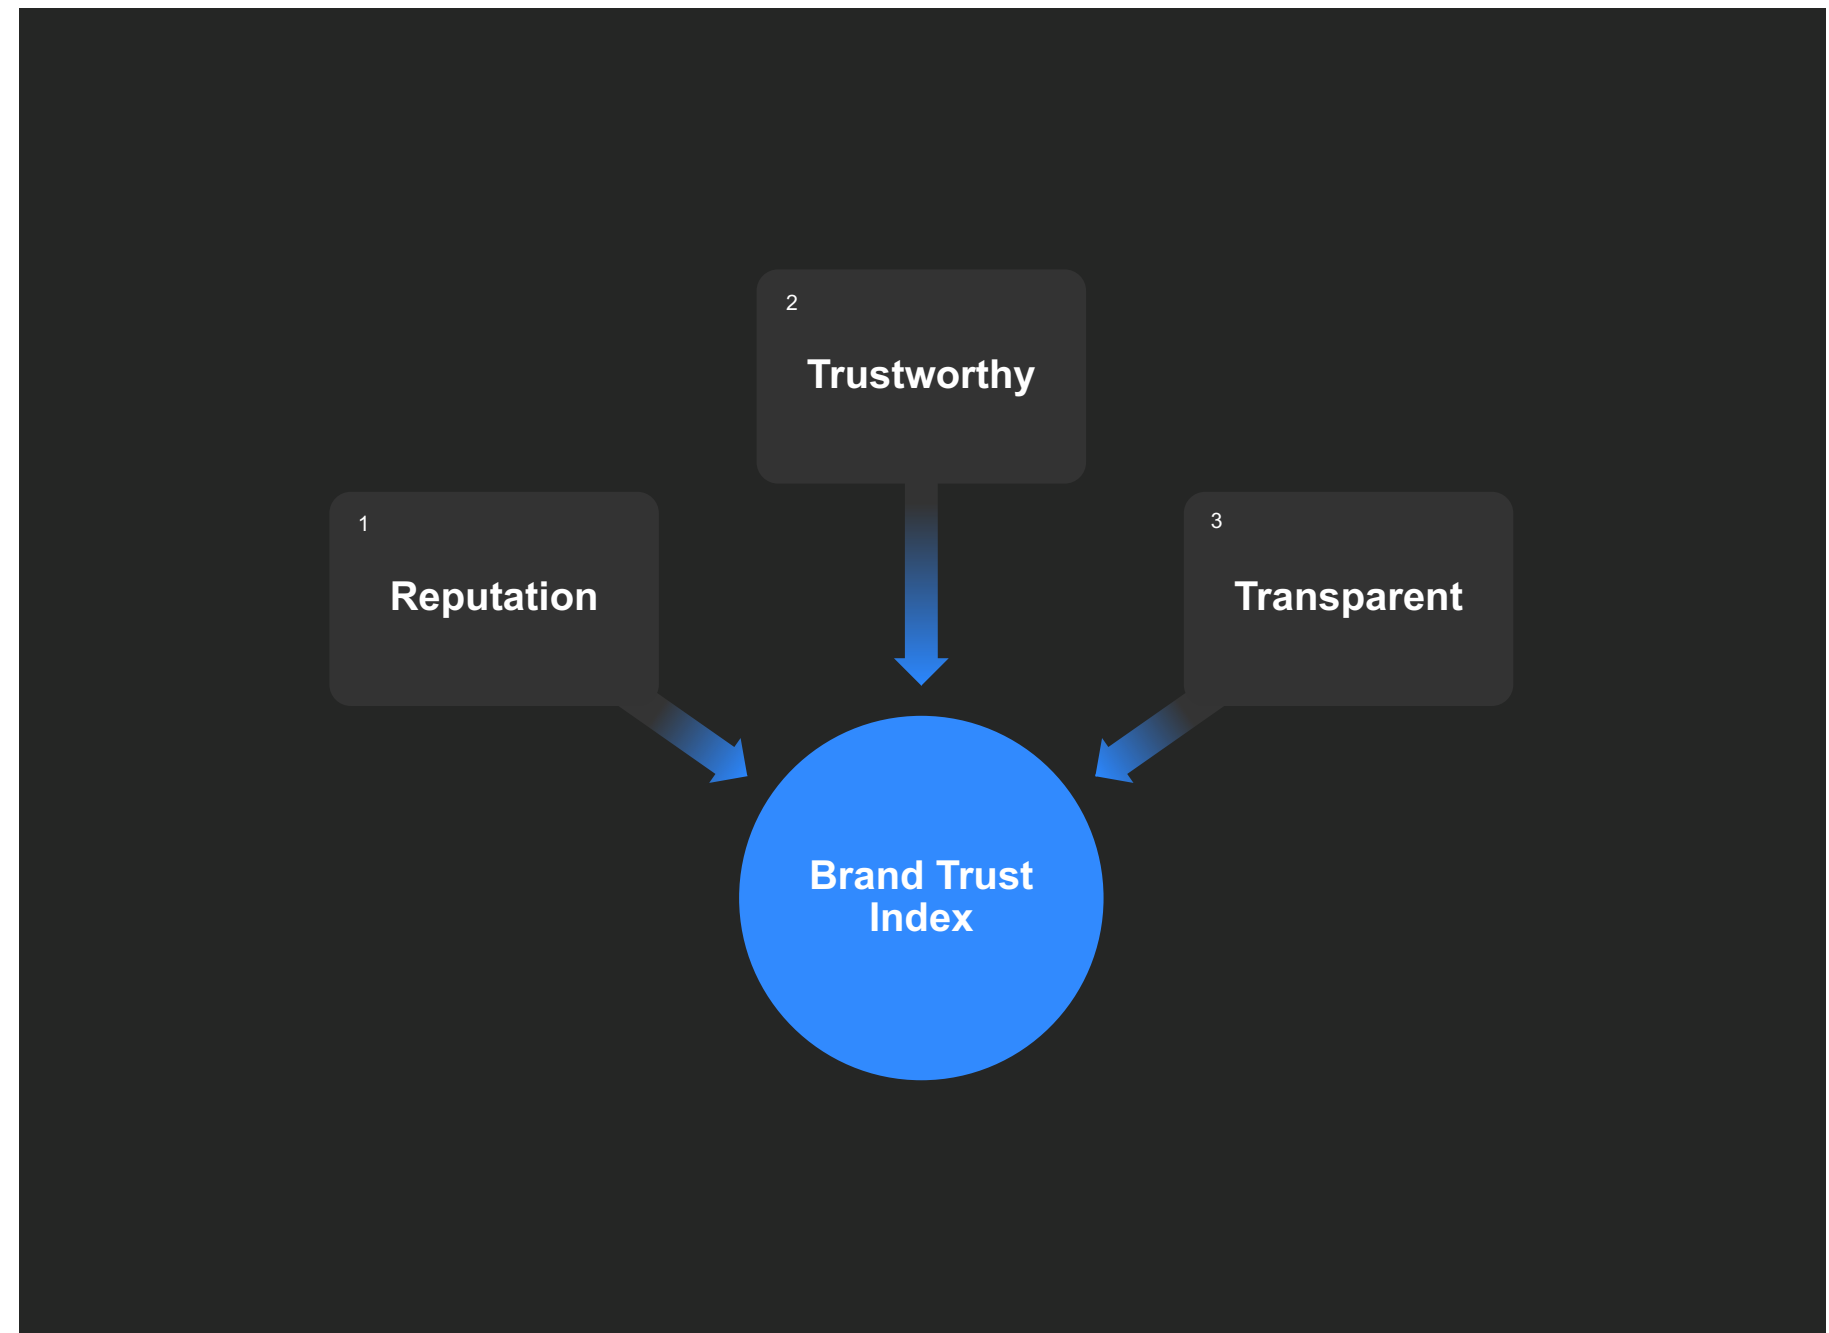 1
Reputation
2
Trustworthy
3
Transparent
Brand Trust
Index